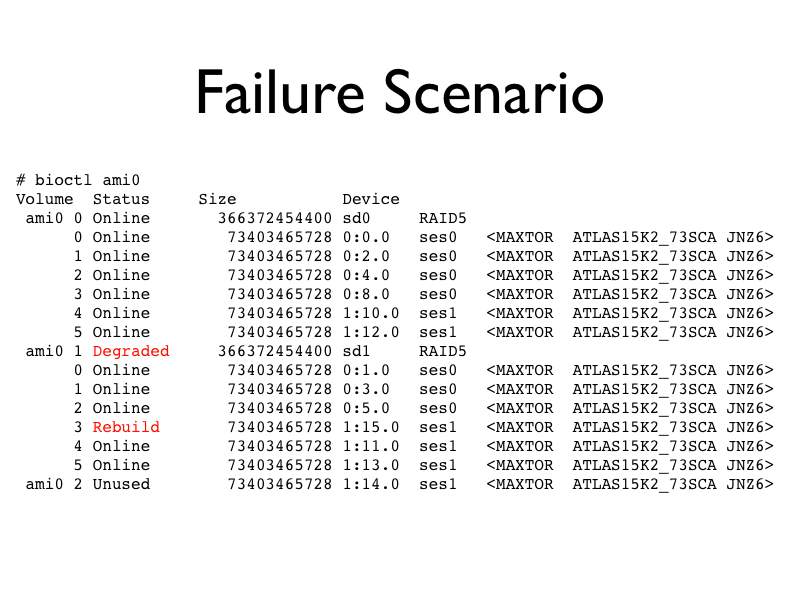 Failure Scenario
# bioctl ami0
Volume  Status     Size           Device
 ami0 0 Online       366372454400 sd0     RAID5
      0 Online        73403465728 0:0.0   ses0   <MAXTOR  ATLAS15K2_73SCA JNZ6>
      1 Online        73403465728 0:2.0   ses0   <MAXTOR  ATLAS15K2_73SCA JNZ6>
      2 Online        73403465728 0:4.0   ses0   <MAXTOR  ATLAS15K2_73SCA JNZ6>
      3 Online        73403465728 0:8.0   ses0   <MAXTOR  ATLAS15K2_73SCA JNZ6>
      4 Online        73403465728 1:10.0  ses1   <MAXTOR  ATLAS15K2_73SCA JNZ6>
      5 Online        73403465728 1:12.0  ses1   <MAXTOR  ATLAS15K2_73SCA JNZ6>
 ami0 1 Degraded     366372454400 sd1     RAID5
      0 Online        73403465728 0:1.0   ses0   <MAXTOR  ATLAS15K2_73SCA JNZ6>
      1 Online        73403465728 0:3.0   ses0   <MAXTOR  ATLAS15K2_73SCA JNZ6>
      2 Online        73403465728 0:5.0   ses0   <MAXTOR  ATLAS15K2_73SCA JNZ6>
      3 Rebuild       73403465728 1:15.0  ses1   <MAXTOR  ATLAS15K2_73SCA JNZ6>
      4 Online        73403465728 1:11.0  ses1   <MAXTOR  ATLAS15K2_73SCA JNZ6>
      5 Online        73403465728 1:13.0  ses1   <MAXTOR  ATLAS15K2_73SCA JNZ6>
 ami0 2 Unused        73403465728 1:14.0  ses1   <MAXTOR  ATLAS15K2_73SCA JNZ6>